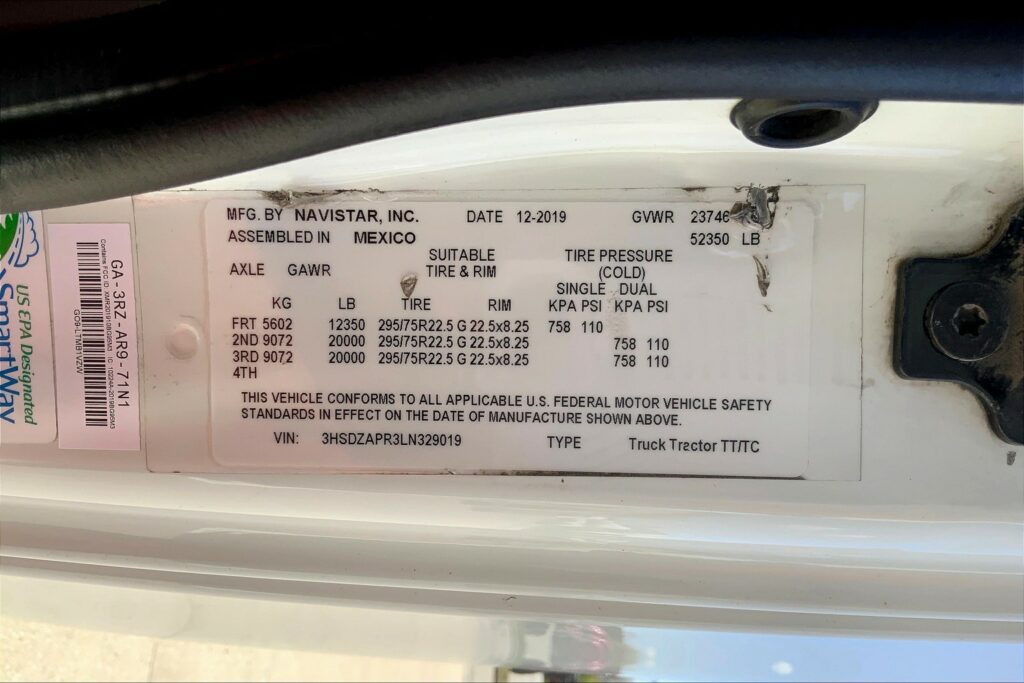 MFG. BY NAVISTAR, INC. DATE 12-2019 GVWR 23746
ASSEMBLED IN MEXICO 52350 LB
SUITABLE TIRE PRESSURE
AXLE GAWR TIRE & RIM (COLD)
SINGLE DUAL
KG LB TIRE RIM KPA PSI KPA PSI
FRT 5602 12350 295/75R22.5 G 22.5x8.25 758 110
2ND 9072 20000 295/75R22.5 G 22.5x8.25 758 110
3RD 9072 20000 295/75R22.5 G 22.5x8.25 758 110
4TH
THIS VEHICLE CONFORMS TO ALL APPLICABLE U.S. FEDERAL MOTOR VEHICLE SAFETY
STANDARDS IN EFFECT ON THE DATE OF MANUFACTURE SHOWN ABOVE.
VIN: 3HSDZAPR3LN329019 TYPE Truck Tractor TT/TC
GA-3RZ-AR9-71N1
Contains FCC ID
GO9-LTMB1VZW
US EPA Designated
SmartWay